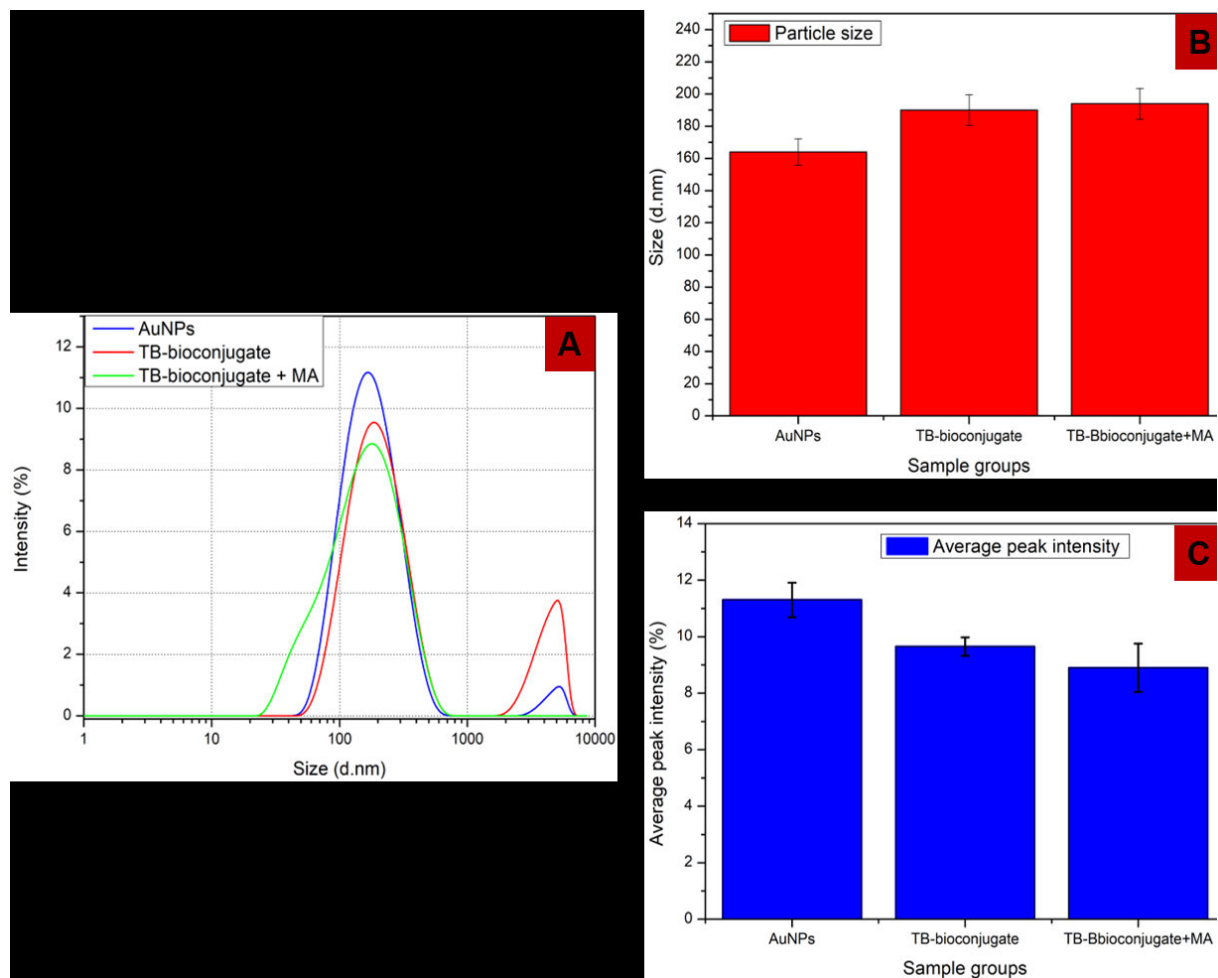 AuNPs
TB-bioconjugate
TB-bioconjugate + MA
A
12
10
8
6
4
2
0
Intensity (%)
1 10 100 1000 10000
Size (d.nm)
Particle size
B
240
220
200
180
160
140
120
100
80
60
40
20
0
Size (d.nm)
AuNPs TB-bioconjugate TB-Bbioconjugate+MA
Sample groups
Average peak intensity
C
14
12
10
8
6
4
2
0
Average peak intensity (%)
AuNPs TB-bioconjugate TB-Bbioconjugate+MA
Sample groups